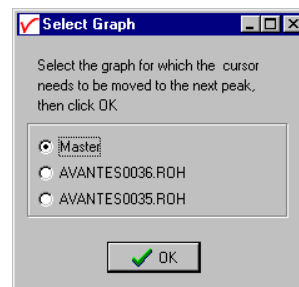 Select Graph
Select the graph for which the cursor
needs to be moved to the next peak,
then click OK
Master
AVANTES0036.ROH
AVANTES0035.ROH
OK